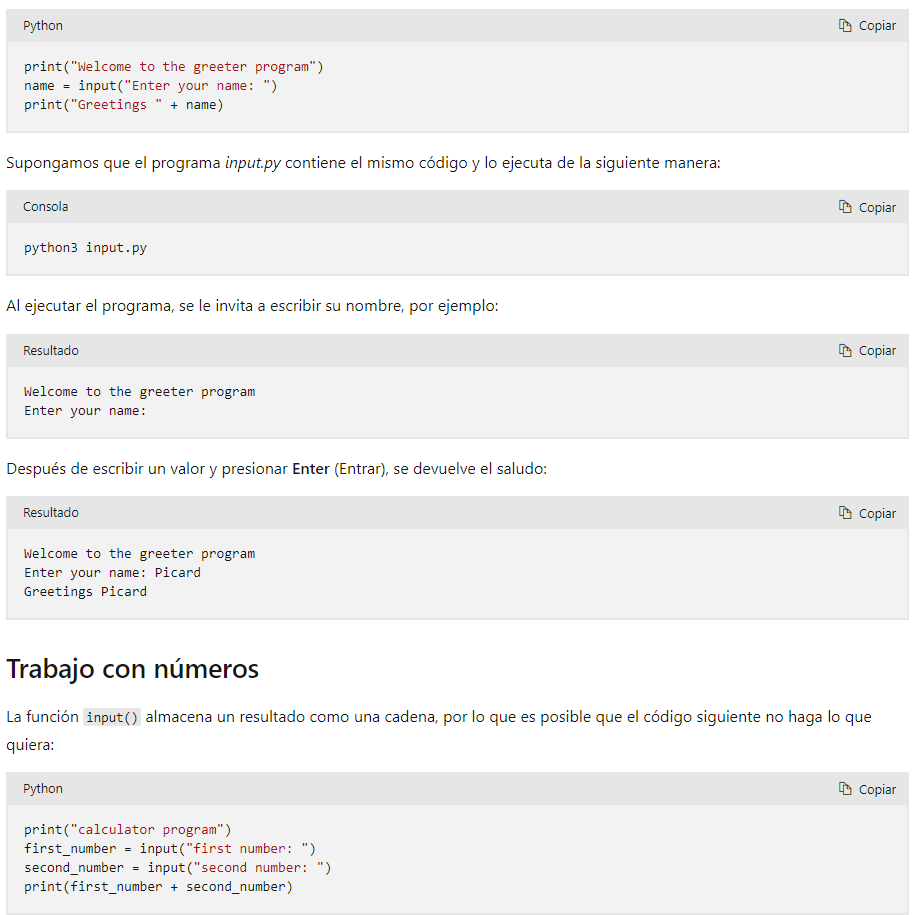 Python Copiar
print("Welcome to the greeter program")
name = input("Enter your name: ")
print("Greetings " + name)
Supongamos que el programa input.py contiene el mismo código y lo ejecuta de la siguiente manera:
Consola Copiar
python3 input.py
Al ejecutar el programa, se le invita a escribir su nombre, por ejemplo:
Resultado Copiar
Welcome to the greeter program
Enter your name:
Después de escribir un valor y presionar Enter (Entrar), se devuelve el saludo:
Resultado Copiar
Welcome to the greeter program
Enter your name: Picard
Greetings Picard
Trabajo con números
La función input() almacena un resultado como una cadena, por lo que es posible que el código siguiente no haga lo que
quiera:
Python Copiar
print("calculator program")
first_number = input("first number: ")
second_number = input("second number: ")
print(first_number + second_number)